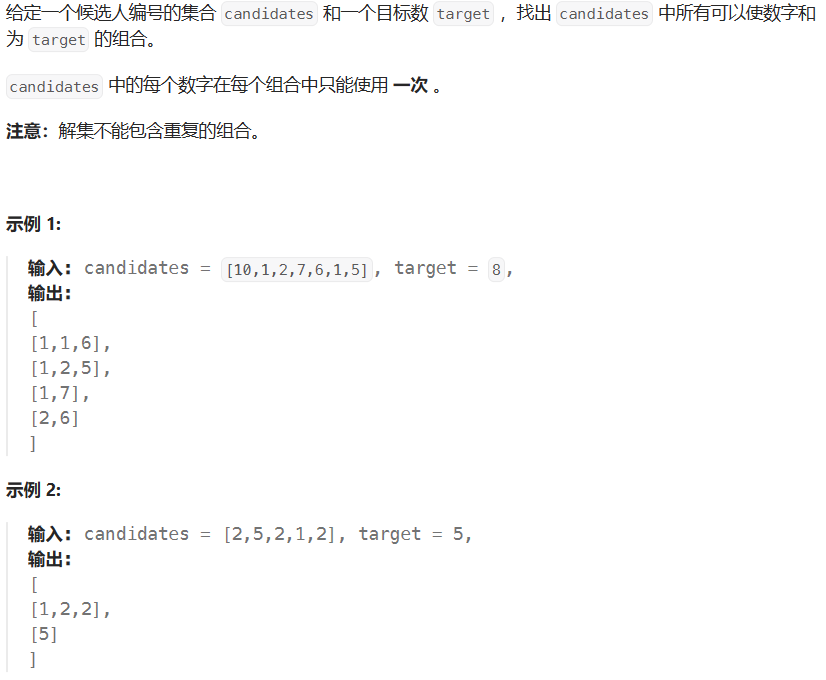 给定一个候选人编号的集合 candidates 和一个目标数 target ，找出 candidates 中所有可以使数字和
为 target 的组合。
candidates 中的每个数字在每个组合中只能使用 一次 。
注意：解集不能包含重复的组合。
示例 1:
输入: candidates = [10,1,2,7,6,1,5], target = 8,
输出:
[
[1,1,6],
[1,2,5],
[1,7],
[2,6]
]
示例 2:
输入: candidates = [2,5,2,1,2], target = 5,
输出:
[
[1,2,2],
[5]
]